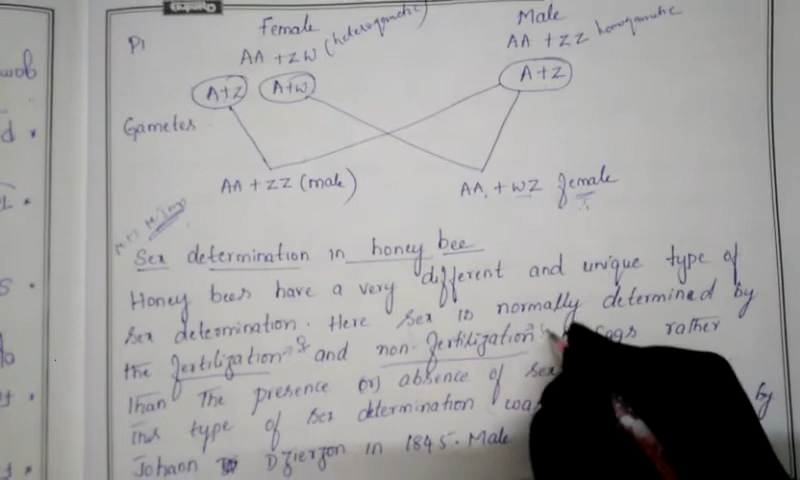 P1 Female Male
AA + ZW (heterogametic) AA + ZZ homogametic
A+Z A+W A+Z
Gametes
AA + ZZ (male) AA + WZ female
Sex determination in honey bee
Honey bees have a very different and unique type of
sex determination. Here sex is normally determined by
the fertilization ♀ and non-fertilization eggs rather
than the presence (or) absence of sex
This type of sex determination was by
Johann Dzierzon in 1845. Male